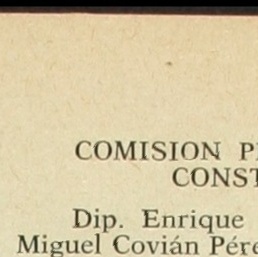 COMISION P
CONST
Dip. Enrique
Miguel Covián Pére